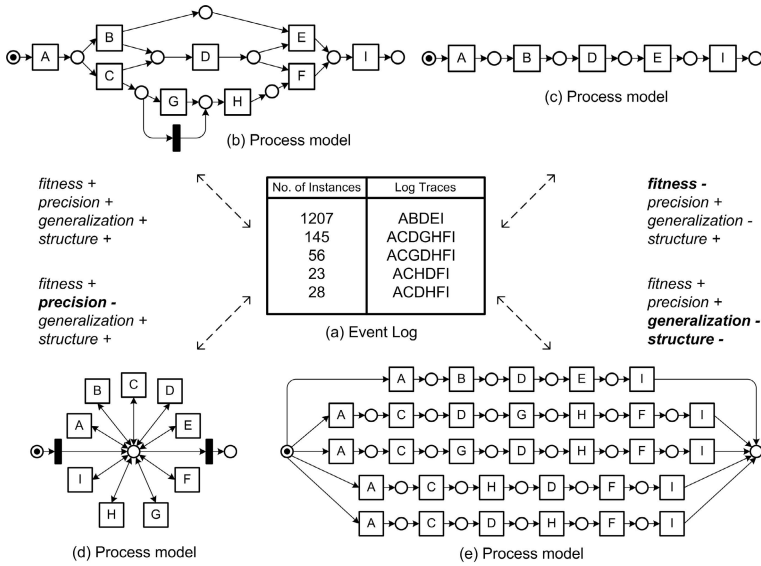 B
E
A
D
I
C
F
G
H
(b) Process model
A
B
D
E
I
(c) Process model
fitness +
precision +
generalization +
structure +
No. of Instances Log Traces
1207 ABDEI
145 ACDGHFI
56 ACGDHFI
23 ACHDFI
28 ACDHFI
(a) Event Log
fitness -
precision +
generalization -
structure +
fitness +
precision -
generalization +
structure +
fitness +
precision +
generalization -
structure -
B
C
D
A
E
I
F
H
G
(d) Process model
A B D E I
A C D G H F I
A C G D H F I
A C H D F I
A C D H F I
(e) Process model